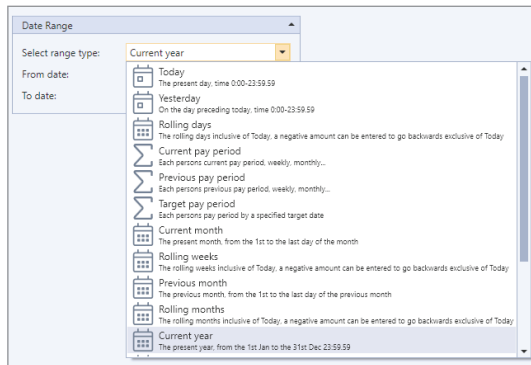 Date Range
Select range type:
Current year
From date:
To date:
Today
The present day, time 0:00-23:59.59
Yesterday
On the day preceding today, time 0:00-23:59.59
Rolling days
The rolling days inclusive of Today, a negative amount can be entered to go backwards exclusive of Today
Current pay period
Each persons current pay period, weekly, monthly...
Previous pay period
Each persons previous pay period, weekly, monthly...
Target pay period
Each persons pay period by a specified target date
Current month
The present month, from the 1st to the last day of the month
Rolling weeks
The rolling weeks inclusive of Today, a negative amount can be entered to go backwards exclusive of Today
Previous month
The previous month, from the 1st to the last day of the previous month
Rolling months
The rolling months inclusive of Today, a negative amount can be entered to go backwards exclusive of Today
Current year
The present year, from the 1st Jan to the 31st Dec 23:59.59